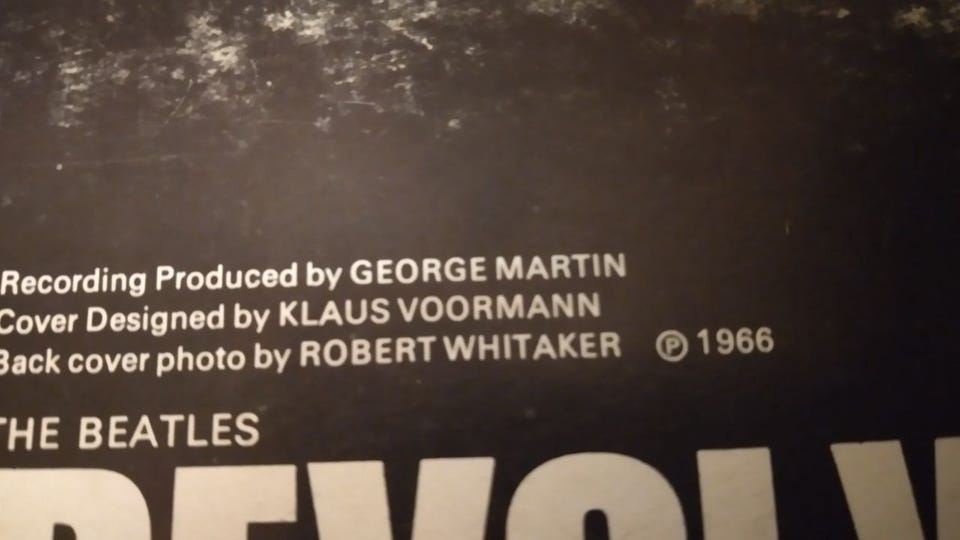 Recording Produced by GEORGE MARTIN
Cover Designed by KLAUS VOORMANN
Back cover photo by ROBERT WHITAKER ℗ 1966
THE BEATLES
REVOLV